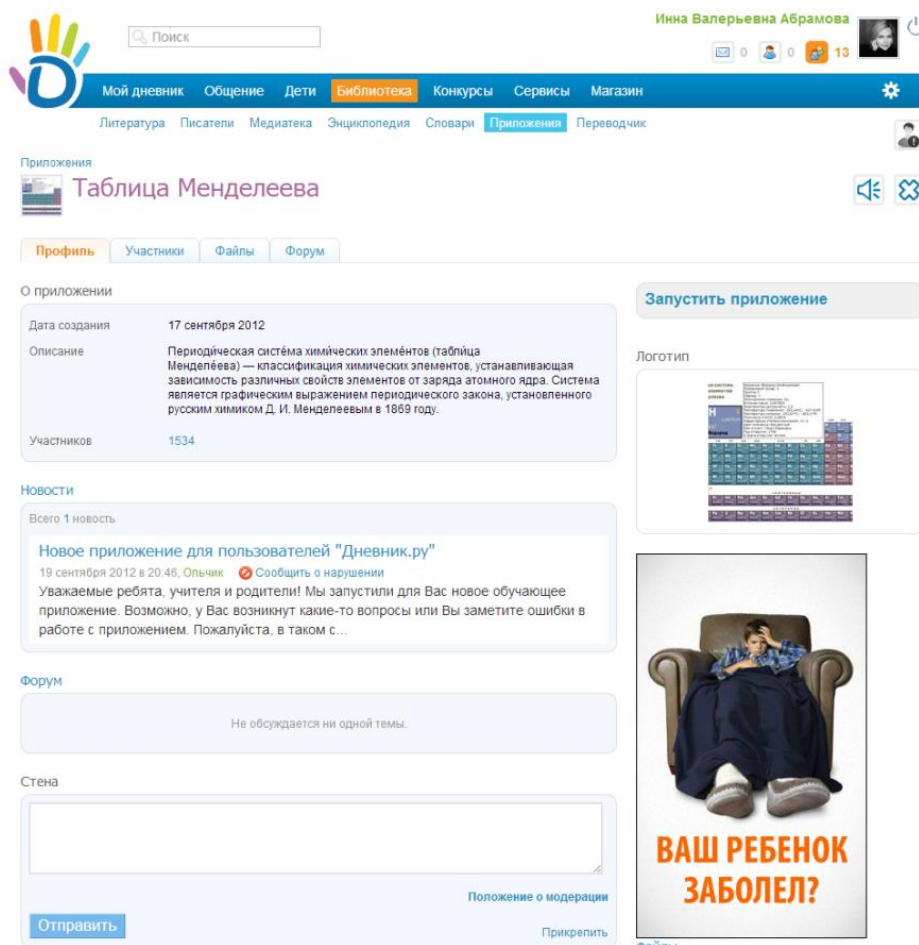 Инна Валерьевна Абрамова
Поиск
0 0 13
Мой дневник Общение Дети Библиотека Конкурсы Сервисы Магазин
Литература Писатели Медиатека Энциклопедия Словари Приложения Переводчик
Приложения
Таблица Менделеева
Профиль Участники Файлы Форум
О приложении
Дата создания 17 сентября 2012
Описание Периоди́ческая систе́ма хими́ческих элеме́нтов (табли́ца
Менделе́ева) — классификация химических элементов, устанавливающая
зависимость различных свойств элементов от заряда атомного ядра. Система
является графическим выражением периодического закона, установленного
русским химиком Д. И. Менделеевым в 1869 году.
Участников 1534
Новости
Всего 1 новость
Новое приложение для пользователей "Дневник.ру"
19 сентября 2012 в 20:46, Ольчик Сообщить о нарушении
Уважаемые ребята, учителя и родители! Мы запустили для Вас новое обучающее
приложение. Возможно, у Вас возникнут какие-то вопросы или Вы заметите ошибки в
работе с приложением. Пожалуйста, в таком с...
Форум
Не обсуждается ни одной темы.
Стена
Положение о модерации
Отправить
Прикрепить
Запустить приложение
Логотип
ВАШ РЕБЕНОК
ЗАБОЛЕЛ?